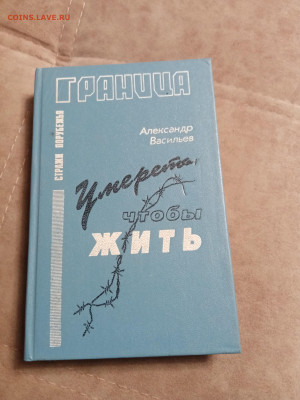 COINS.LAVE.RU
ГРАНИЦА
СТРАЖИ ПОРУБЕЖЬЯ
Александр
Васильев
Умереть,
чтобы
ЖИТЬ